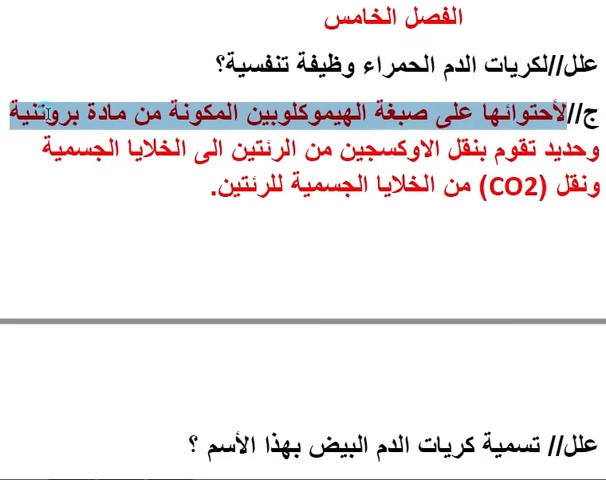 الفصل الخامس
علل//لكريات الدم الحمراء وظيفة تنفسية؟
ج//لأحتوائها على صبغة الهيموكلوبين المكونة من مادة بروتنية
وحديد تقوم بنقل الاوكسجين من الرئتين الى الخلايا الجسمية
ونقل (CO2) من الخلايا الجسمية للرئتين.
علل// تسمية كريات الدم البيض بهذا الأسم ؟